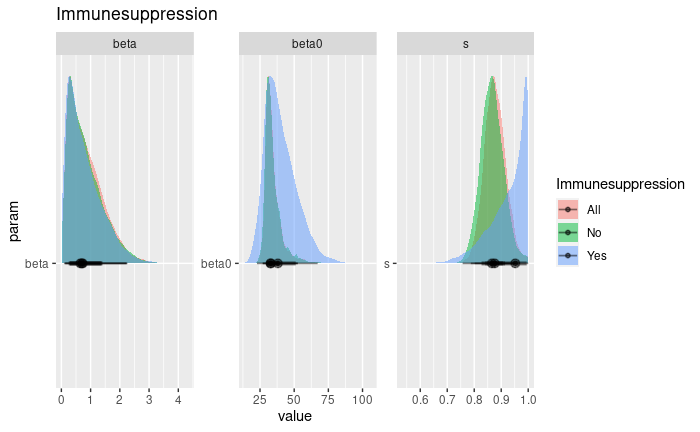 Immunesuppression
beta beta0 s
param
beta beta0 s
0 1 2 3 4 25 50 75 100 0.6 0.7 0.8 0.9 1.0
value
Immunesuppression
All
No
Yes